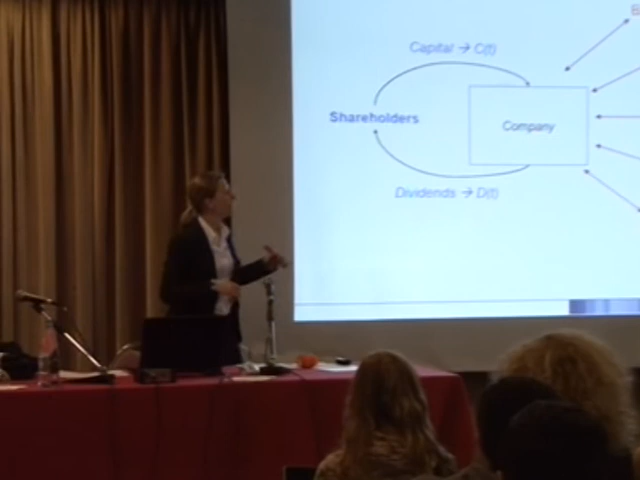 Capital → C(t)
Shareholders
Company
Dividends → D(t)